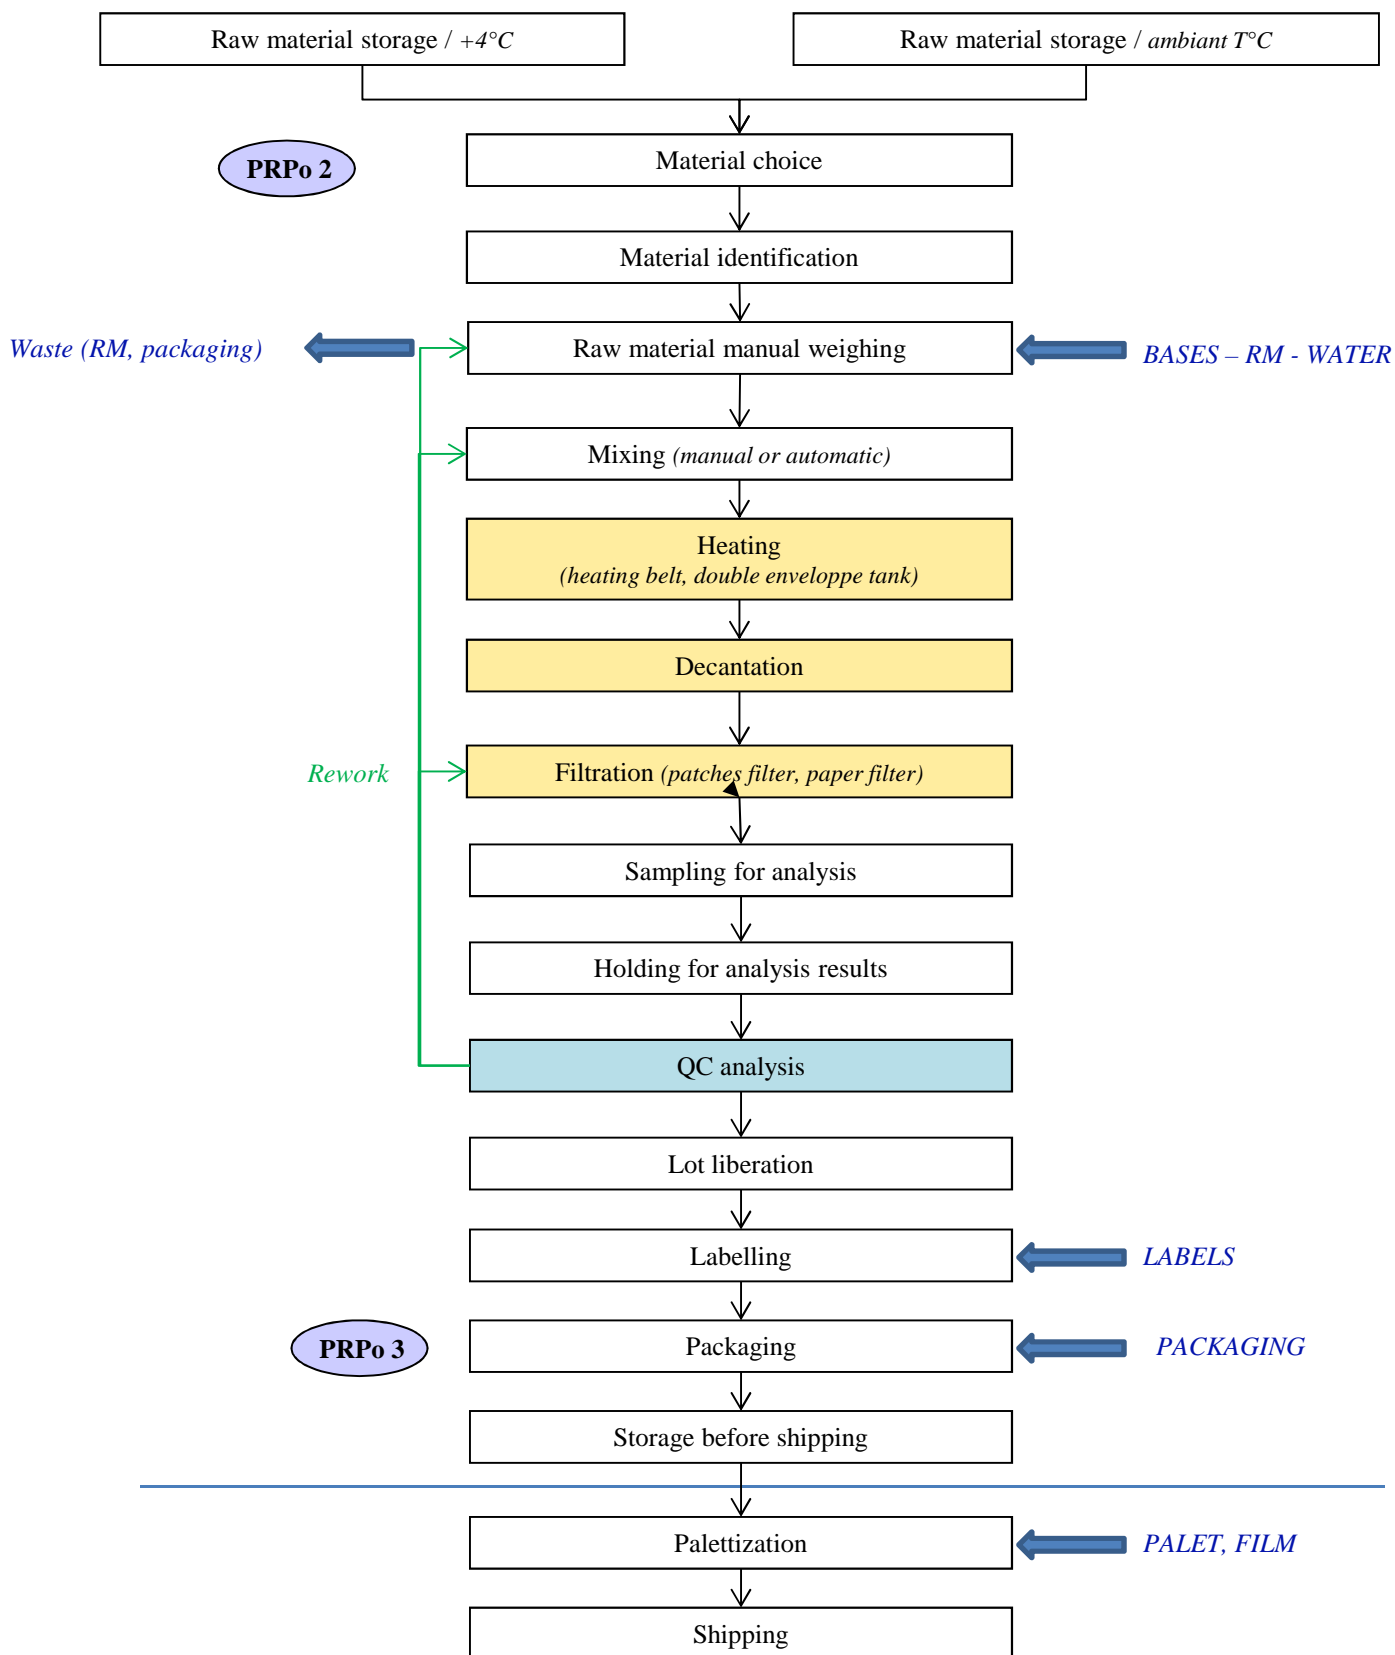 Raw material storage / +4°C
Raw material storage / ambiant T°C
PRPo 2
Material choice
Material identification
Waste (RM, packaging)
Raw material manual weighing
BASES – RM - WATER
Mixing (manual or automatic)
Heating
(heating belt, double enveloppe tank)
Decantation
Rework
Filtration (patches filter, paper filter)
Sampling for analysis
Holding for analysis results
QC analysis
Lot liberation
Labelling
LABELS
PRPo 3
Packaging
PACKAGING
Storage before shipping
Palettization
PALET, FILM
Shipping